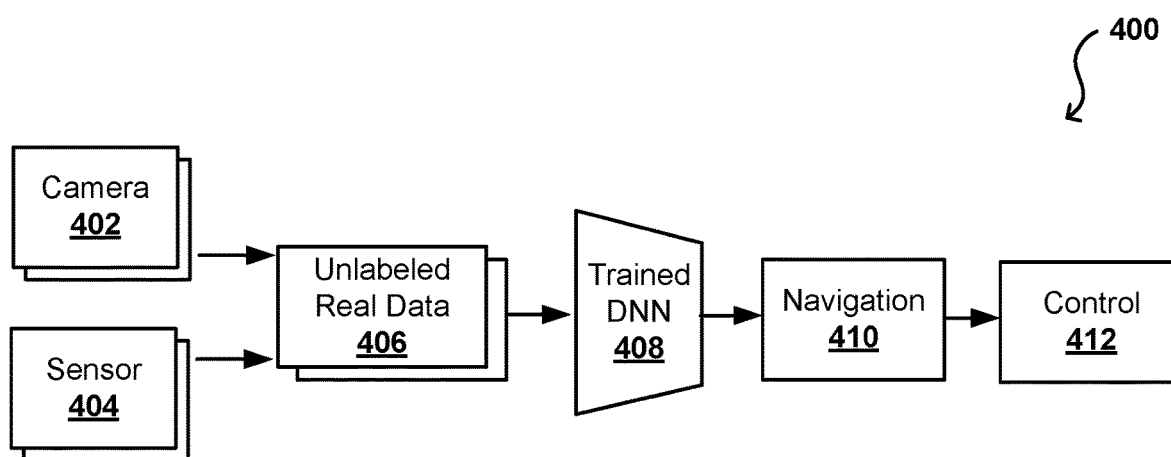 400
Camera
402
Sensor
404
Unlabeled
Real Data
406
Trained
DNN
408
Navigation
410
Control
412